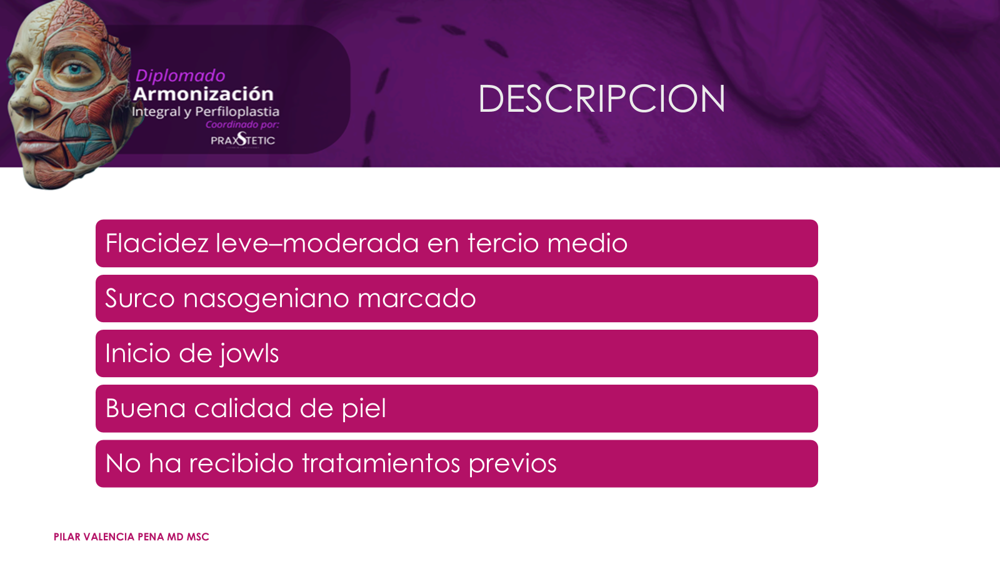 Diplomado
Armonización
Integral y Perfiloplastia
Coordinado por:
PRAXSTETIC
DESCRIPCION
Flacidez leve–moderada en tercio medio
Surco nasogeniano marcado
Inicio de jowls
Buena calidad de piel
No ha recibido tratamientos previos
PILAR VALENCIA PENA MD MSC